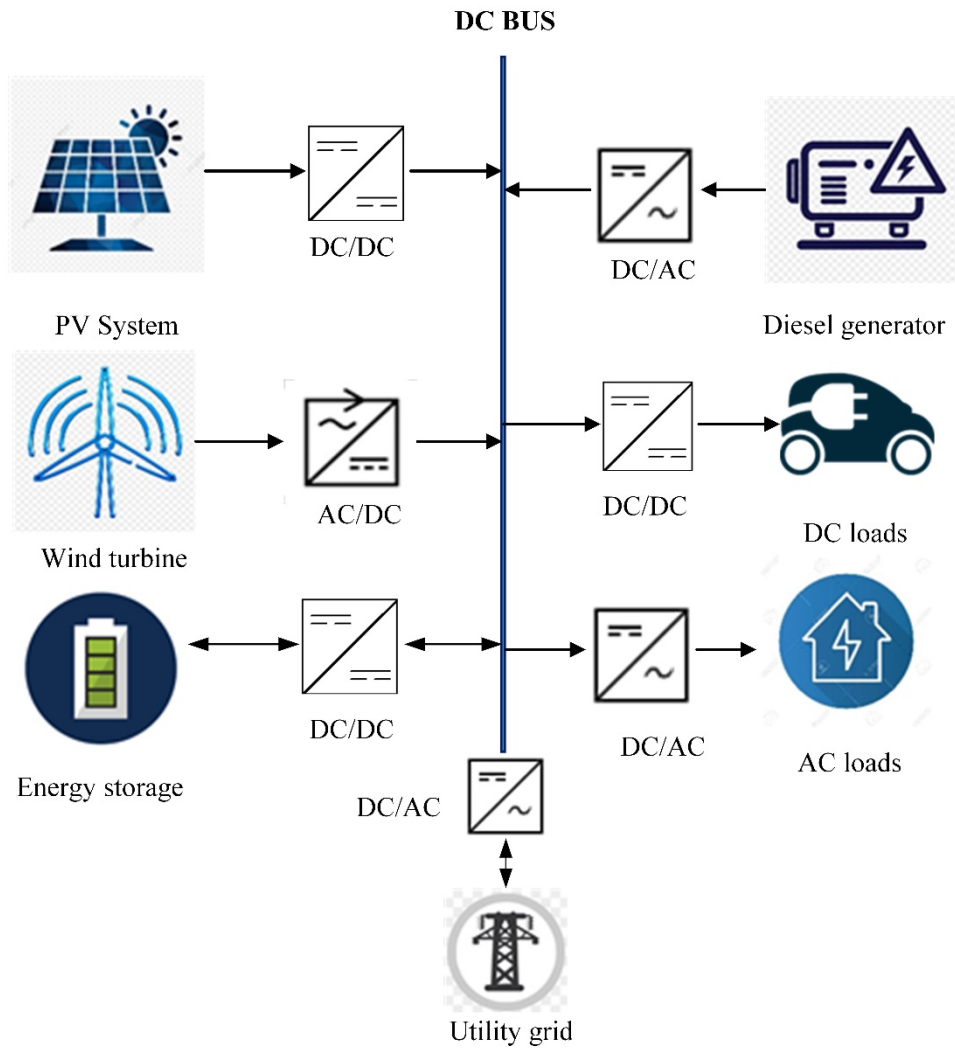 DC BUS
DC/DC
DC/AC
PV System
Diesel generator
AC/DC
DC/DC
Wind turbine
DC loads
DC/DC
DC/AC
Energy storage
AC loads
DC/AC
Utility grid